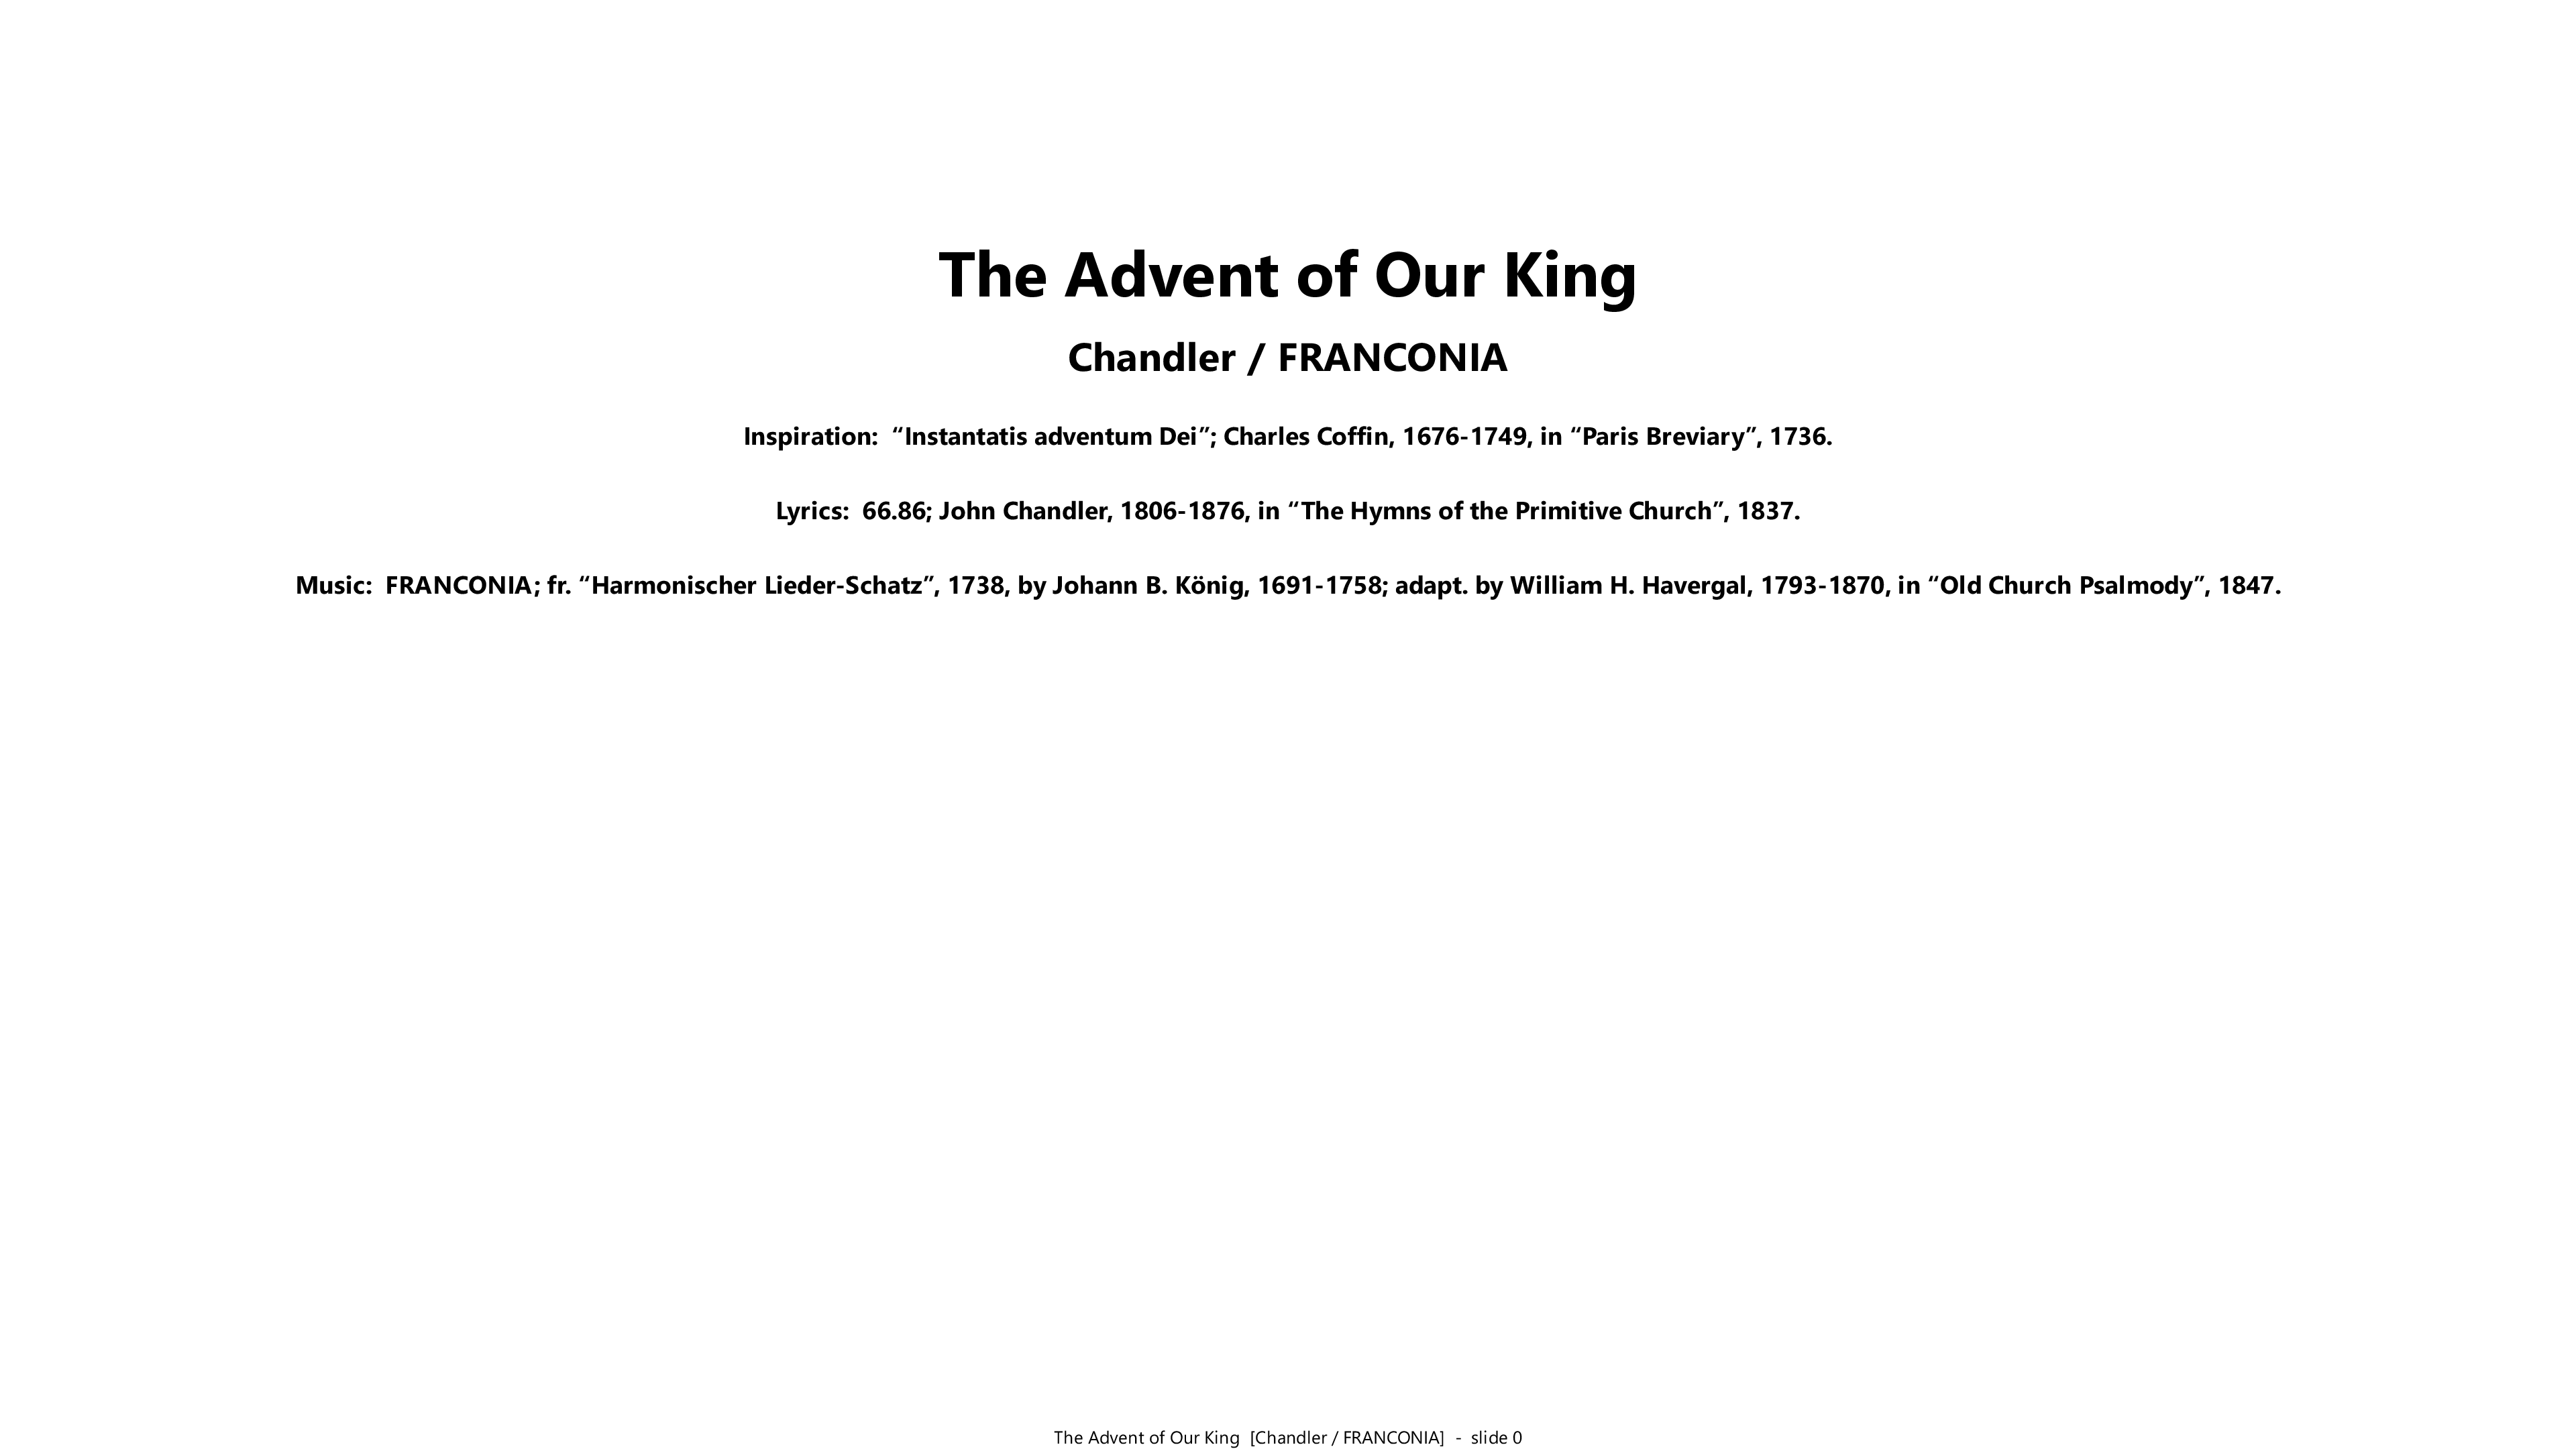 The Advent of Our King
Chandler / FRANCONIA
Inspiration:  “Instantatis adventum Dei”; Charles Coffin, 1676-1749, in “Paris Breviary”, 1736.
Lyrics:  66.86; John Chandler, 1806-1876, in “The Hymns of the Primitive Church”, 1837.
Music:  FRANCONIA; fr. “Harmonischer Lieder-Schatz”, 1738, by Johann B. König, 1691-1758; adapt. by William H. Havergal, 1793-1870, in “Old Church Psalmody”, 1847.
The Advent of Our King  [Chandler / FRANCONIA]  -  slide 0